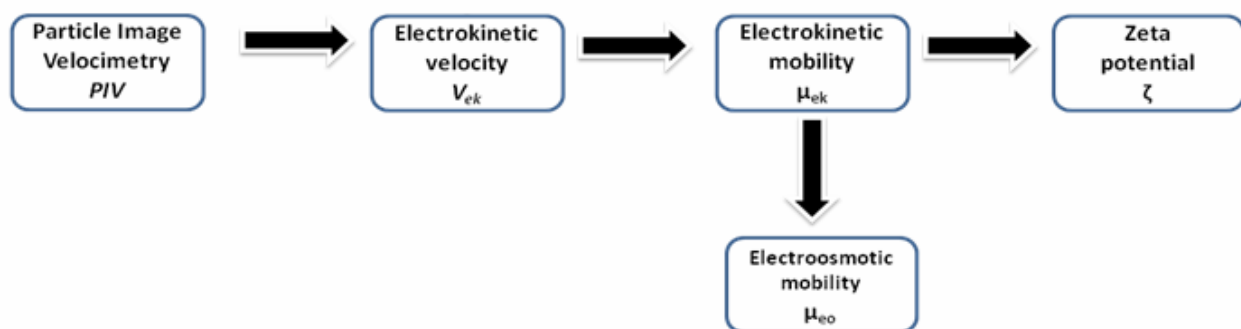 Particle Image
Velocimetry
PIV
Electrokinetic
velocity
Vek
Electrokinetic
mobility
μek
Zeta
potential
ζ
Electroosmotic
mobility
μeo